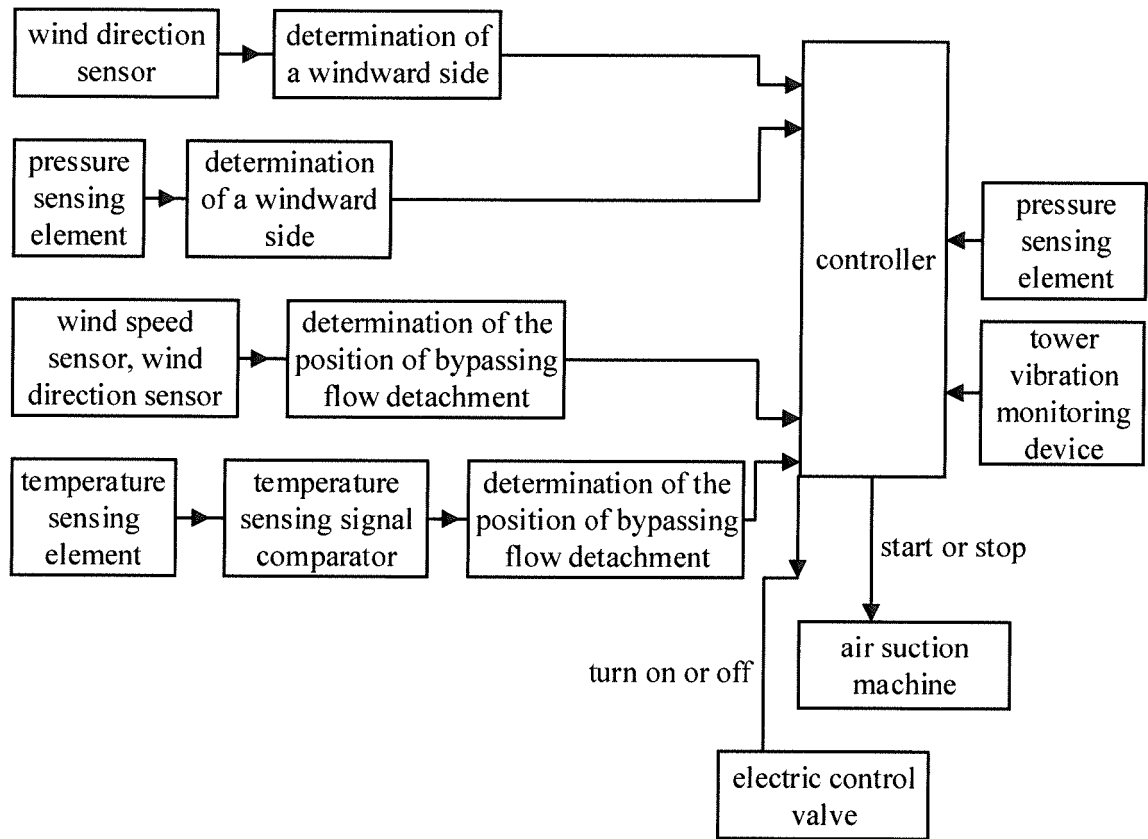 wind direction
sensor
determination of
a windward side
pressure
sensing
element
determination
of a windward
side
controller
pressure
sensing
element
wind speed
sensor, wind
direction sensor
determination of the
position of bypassing
flow detachment
tower
vibration
monitoring
device
temperature
sensing
element
temperature
sensing signal
comparator
determination of the
position of bypassing
flow detachment
start or stop
air suction
machine
turn on or off
electric control
valve